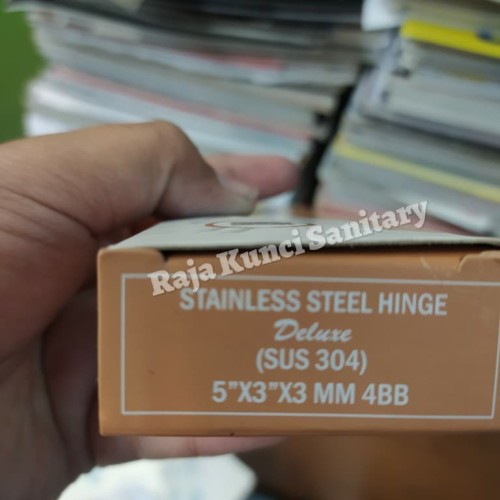 Raja Kunci Sanitary
STAINLESS STEEL HINGE
Deluxe
(SUS 304)
5”X3”X3 MM 4BB